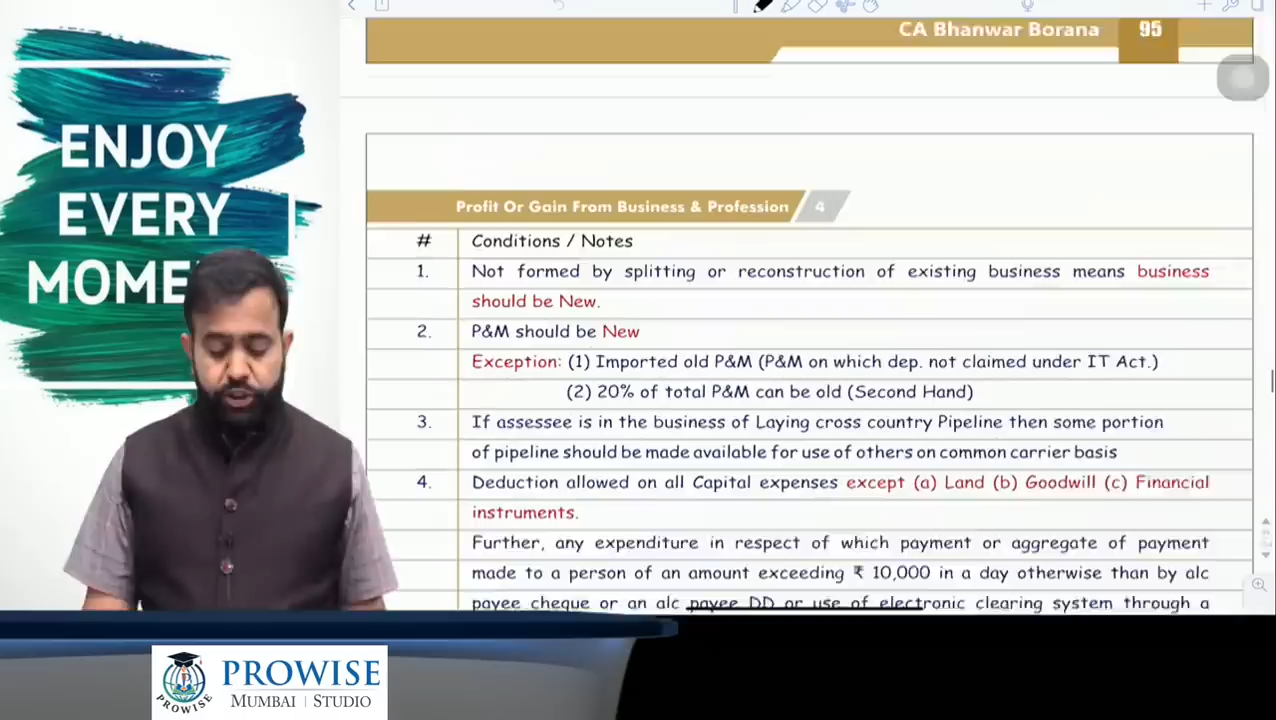 CA Bhanwar Borana 95
ENJOY
EVERY
MOME
Profit Or Gain From Business & Profession 4
# Conditions / Notes
1. Not formed by splitting or reconstruction of existing business means business
should be New.
2. P&M should be New
Exception: (1) Imported old P&M (P&M on which dep. not claimed under IT Act.)
(2) 20% of total P&M can be old (Second Hand)
3. If assessee is in the business of Laying cross country Pipeline then some portion
of pipeline should be made available for use of others on common carrier basis
4. Deduction allowed on all Capital expenses except (a) Land (b) Goodwill (c) Financial
instruments.
Further, any expenditure in respect of which payment or aggregate of payment
made to a person of an amount exceeding ₹ 10,000 in a day otherwise than by alc
payee cheque or an alc payee DD or use of electronic clearing system through a
PROWISE
PROWISE
MUMBAI | STUDIO